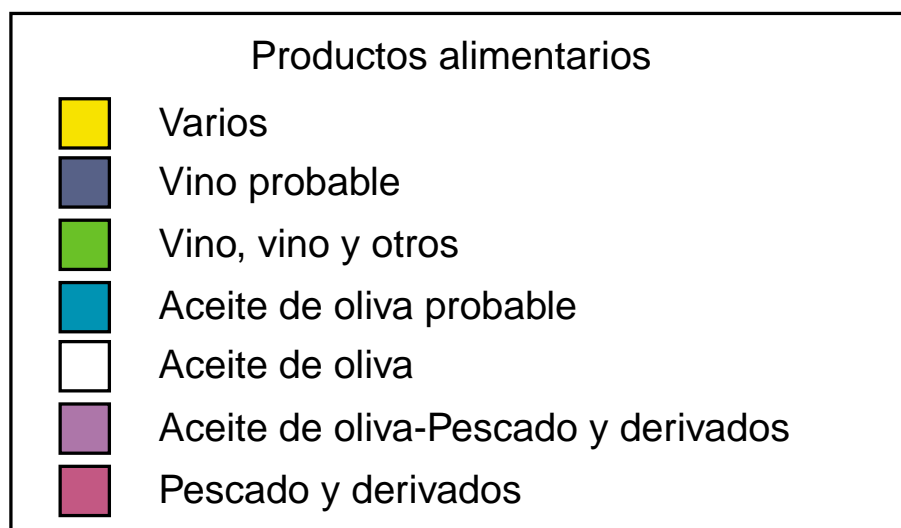 Productos alimentarios
Varios
Vino probable
Vino, vino y otros
Aceite de oliva probable
Aceite de oliva
Aceite de oliva-Pescado y derivados
Pescado y derivados